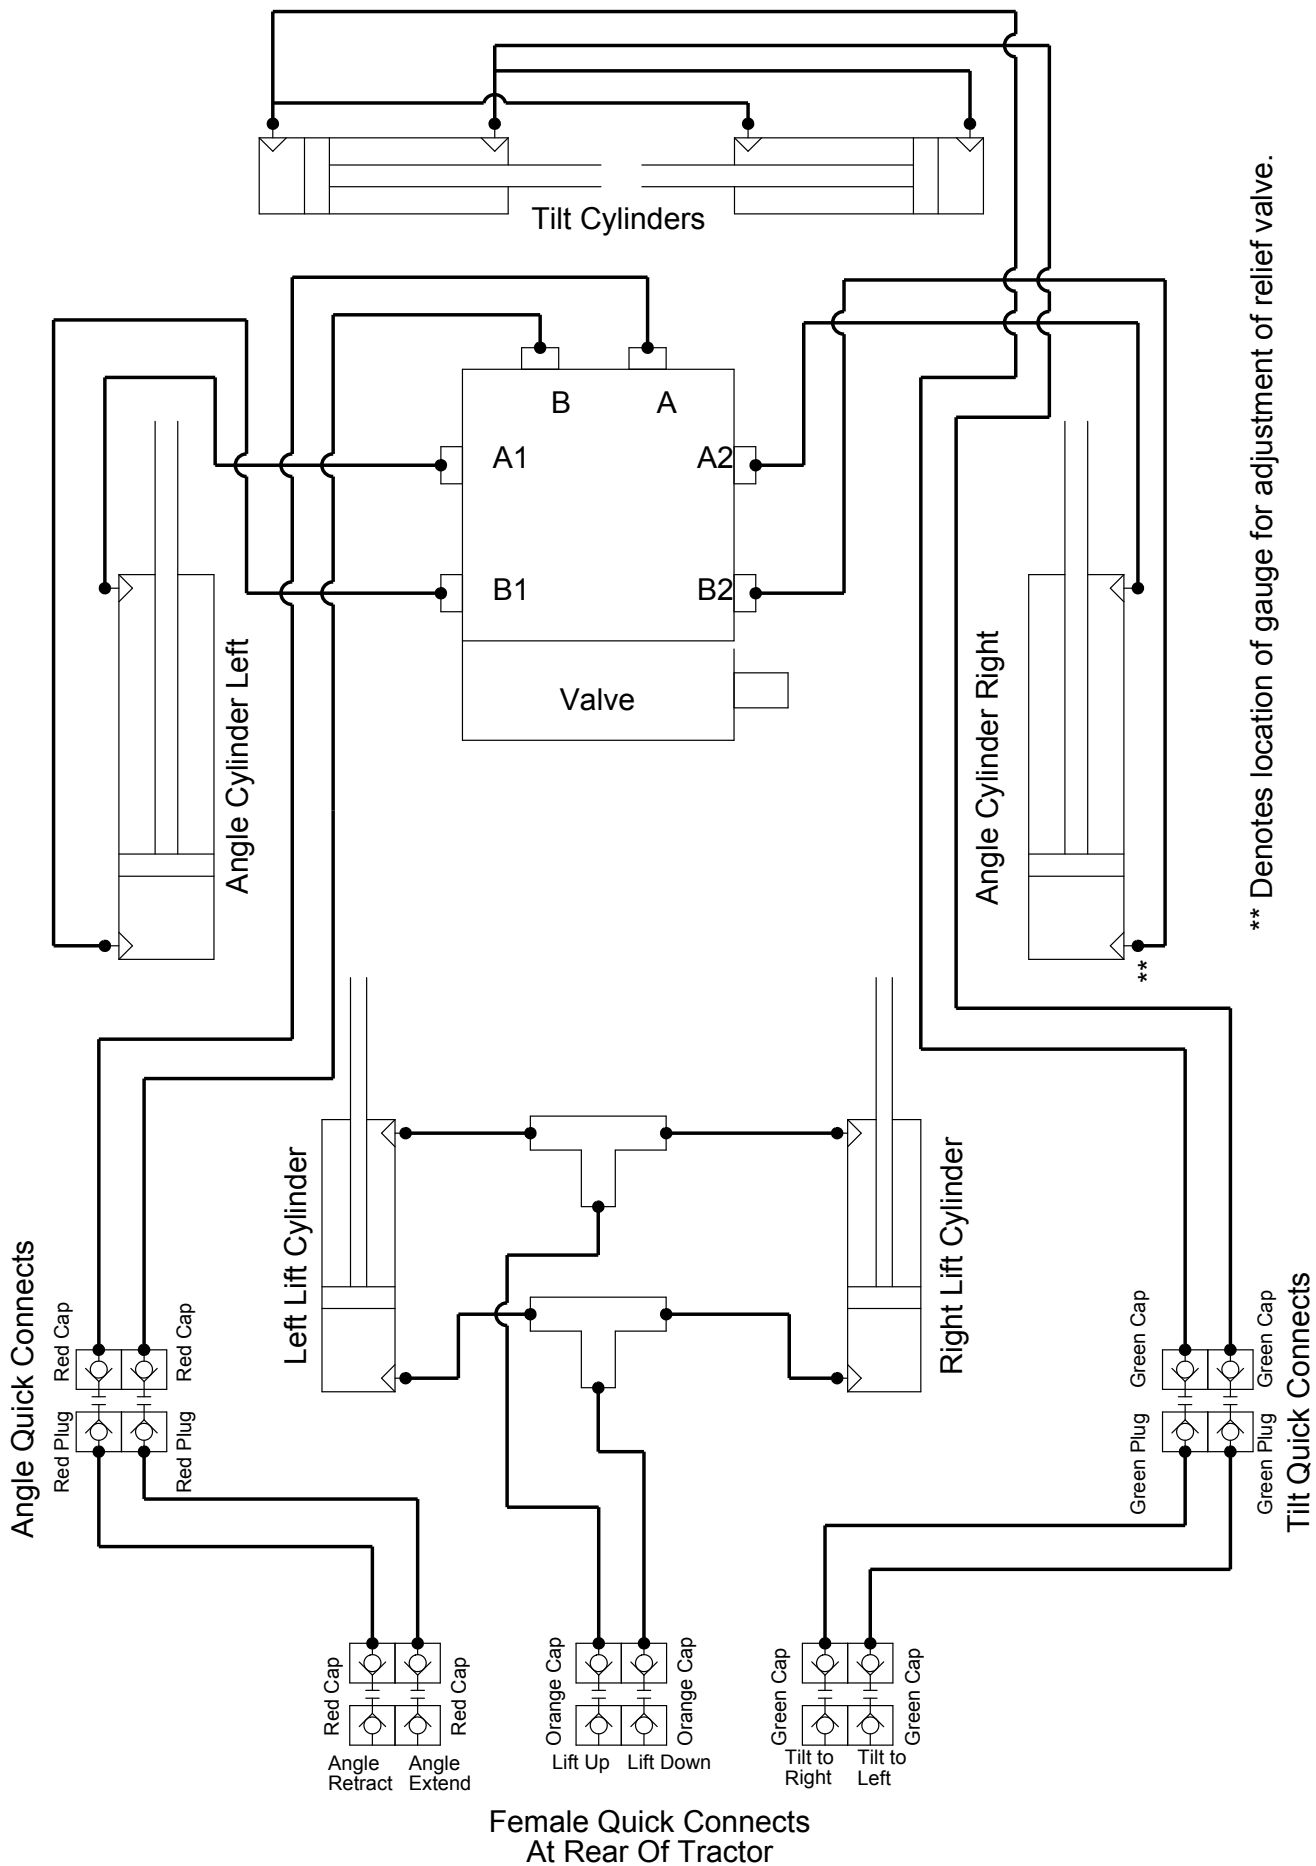 Tilt Cylinders
** Denotes location of gauge for adjustment of relief valve.
B
A
A1
A2
B1
B2
Valve
Angle Cylinder Left
Angle Cylinder Right
**
Left Lift Cylinder
Right Lift Cylinder
Angle Quick Connects
Red Cap
Red Cap
Red Plug
Red Plug
Green Cap
Green Cap
Green Plug
Green Plug
Tilt Quick Connects
Red Cap
Red Cap
Orange Cap
Orange Cap
Green Cap
Green Cap
Angle
Retract
Angle
Extend
Lift Up
Lift Down
Tilt to
Right
Tilt to
Left
Female Quick Connects
At Rear Of Tractor